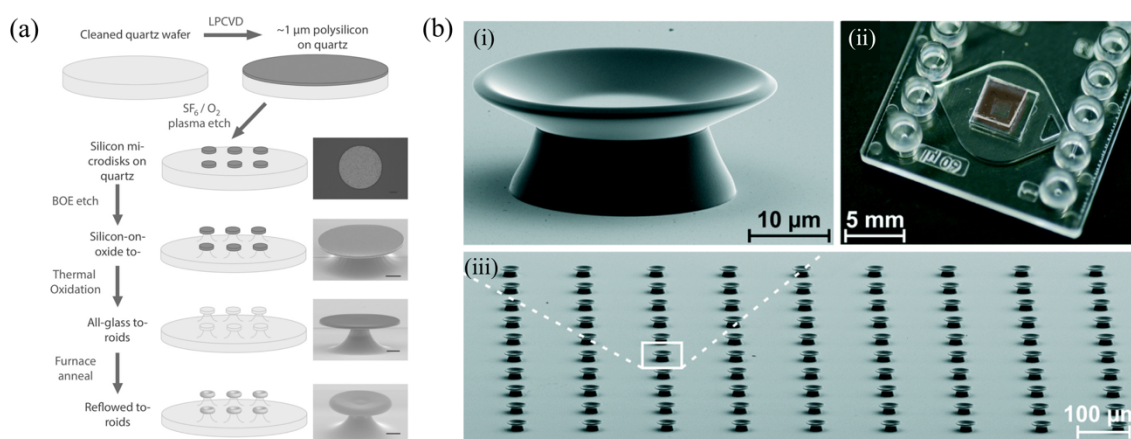 (a)
LPCVD
Cleaned quartz wafer
~1 µm polysilicon
on quartz
SF6 / O2
plasma etch
Silicon mi-
crodisks on
quartz
BOE etch
Silicon-on-
oxide to-
Thermal
Oxidation
All-glass to-
roids
Furnace
anneal
Reflowed to-
roids
(b)
(i)
10 µm
(ii)
60
5 mm
(iii)
100 µm